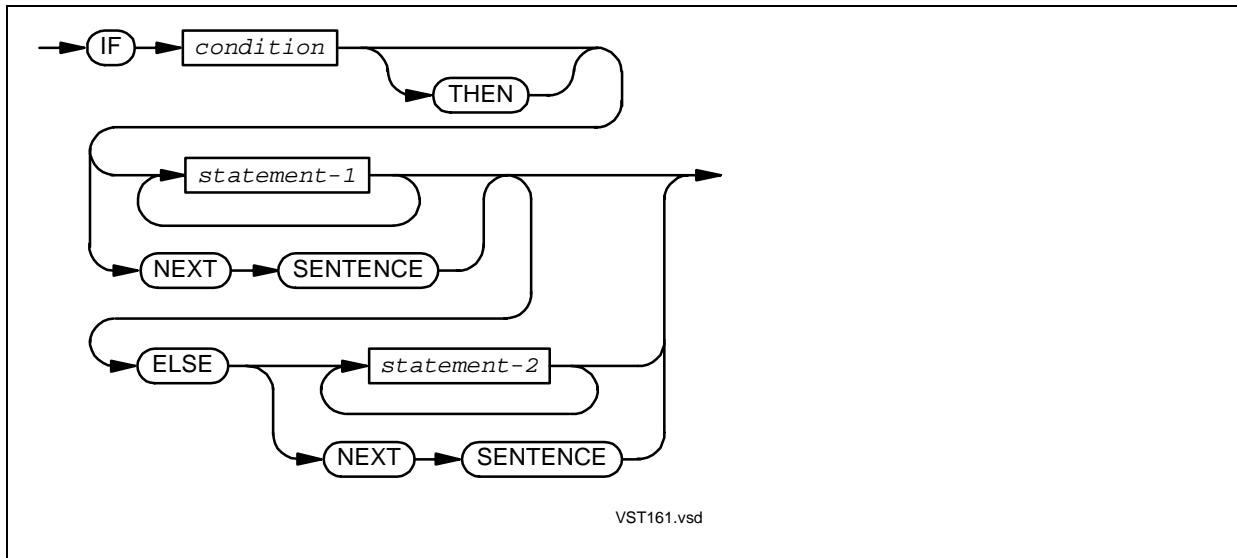 IF condition
THEN
statement-1
NEXT SENTENCE
ELSE statement-2
NEXT SENTENCE
VST161.vsd